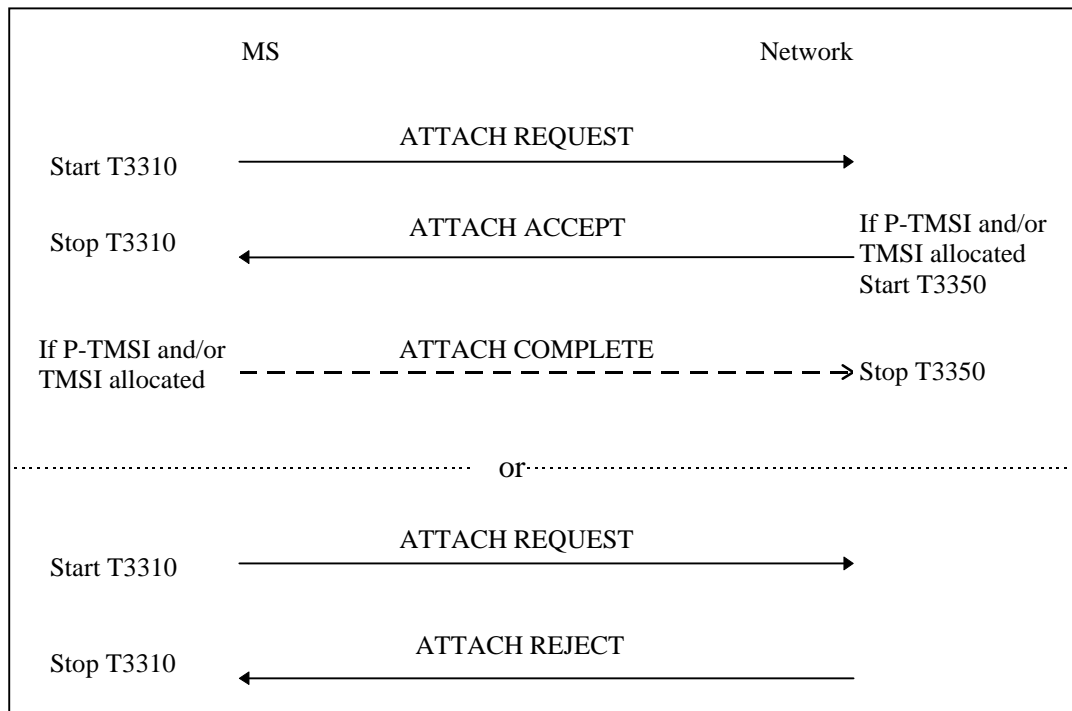 MS Network
ATTACH REQUEST
Start T3310
ATTACH ACCEPT
Stop T3310
If P-TMSI and/or
TMSI allocated
Start T3350
If P-TMSI and/or
TMSI allocated
ATTACH COMPLETE
Stop T3350
or
ATTACH REQUEST
Start T3310
ATTACH REJECT
Stop T3310